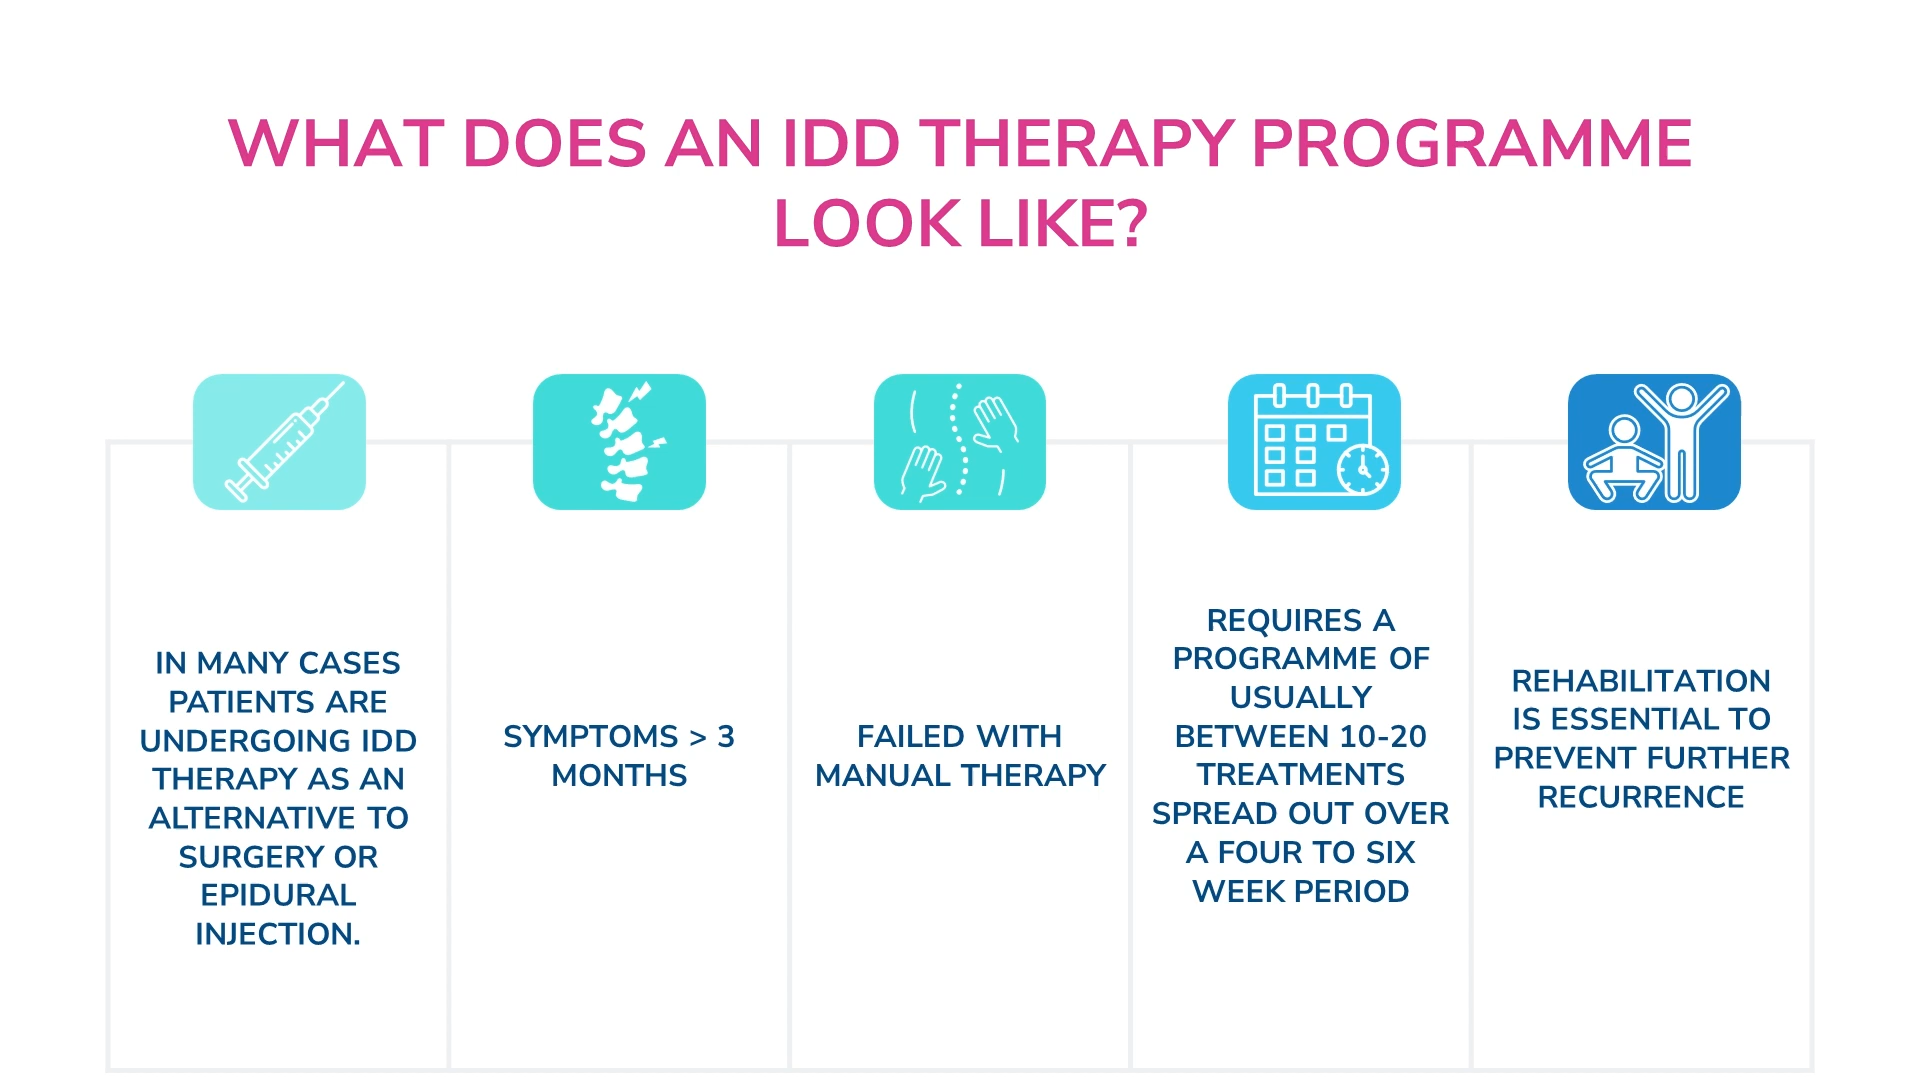 WHAT DOES AN IDD THERAPY PROGRAMME
LOOK LIKE?
IN MANY CASES
PATIENTS ARE
UNDERGOING IDD
THERAPY AS AN
ALTERNATIVE TO
SURGERY OR
EPIDURAL
INJECTION.
SYMPTOMS > 3
MONTHS
FAILED WITH
MANUAL THERAPY
REQUIRES A
PROGRAMME OF
USUALLY
BETWEEN 10-20
TREATMENTS
SPREAD OUT OVER
A FOUR TO SIX
WEEK PERIOD
REHABILITATION
IS ESSENTIAL TO
PREVENT FURTHER
RECURRENCE